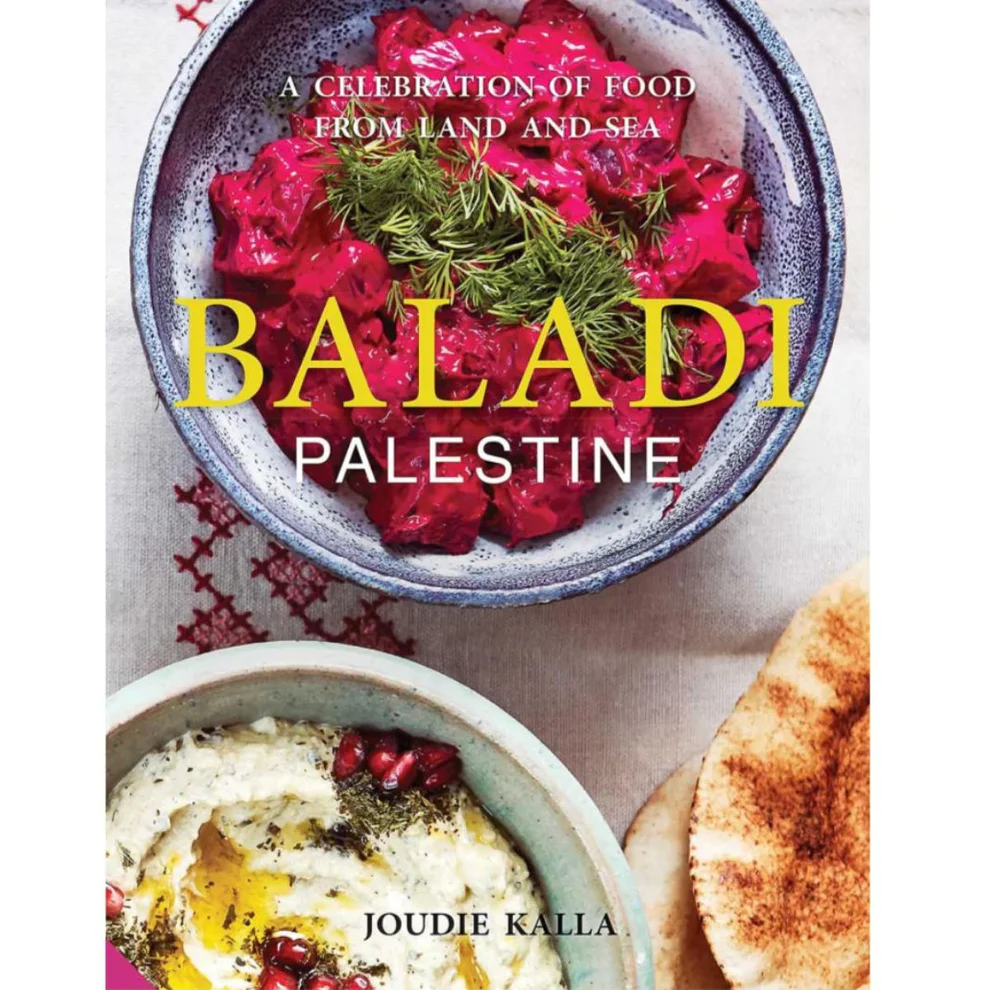 A CELEBRATION OF FOOD
FROM LAND AND SEA
BALADI
PALESTINE
JOUDIE KALLA